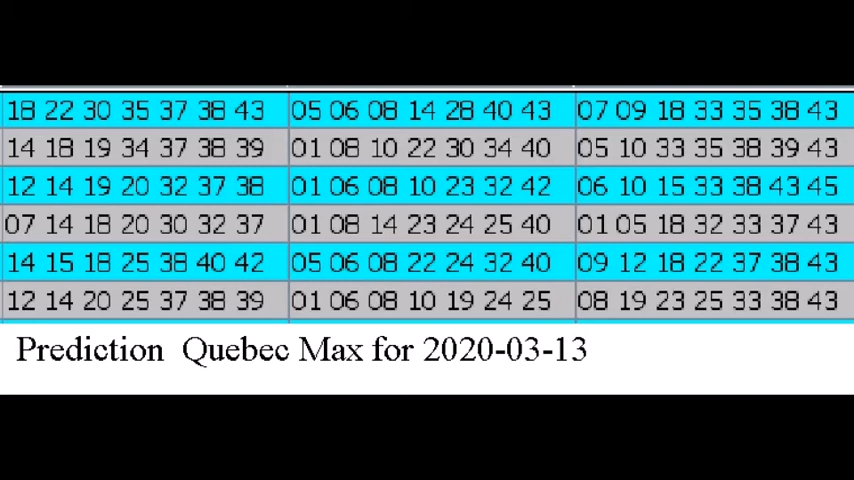 18 22 30 35 37 38 43 05 06 08 14 28 40 43 07 09 18 33 35 38 43
14 18 19 34 37 38 39 01 08 10 22 30 34 40 05 10 33 35 38 39 43
12 14 19 20 32 37 38 01 06 08 10 23 32 42 06 10 15 33 38 43 45
07 14 18 20 30 32 37 01 08 14 23 24 25 40 01 05 18 32 33 37 43
14 15 18 25 38 40 42 05 06 08 22 24 32 40 09 12 18 22 37 38 43
12 14 20 25 37 38 39 01 06 08 10 19 24 25 08 19 23 25 33 38 43
Prediction Quebec Max for 2020-03-13